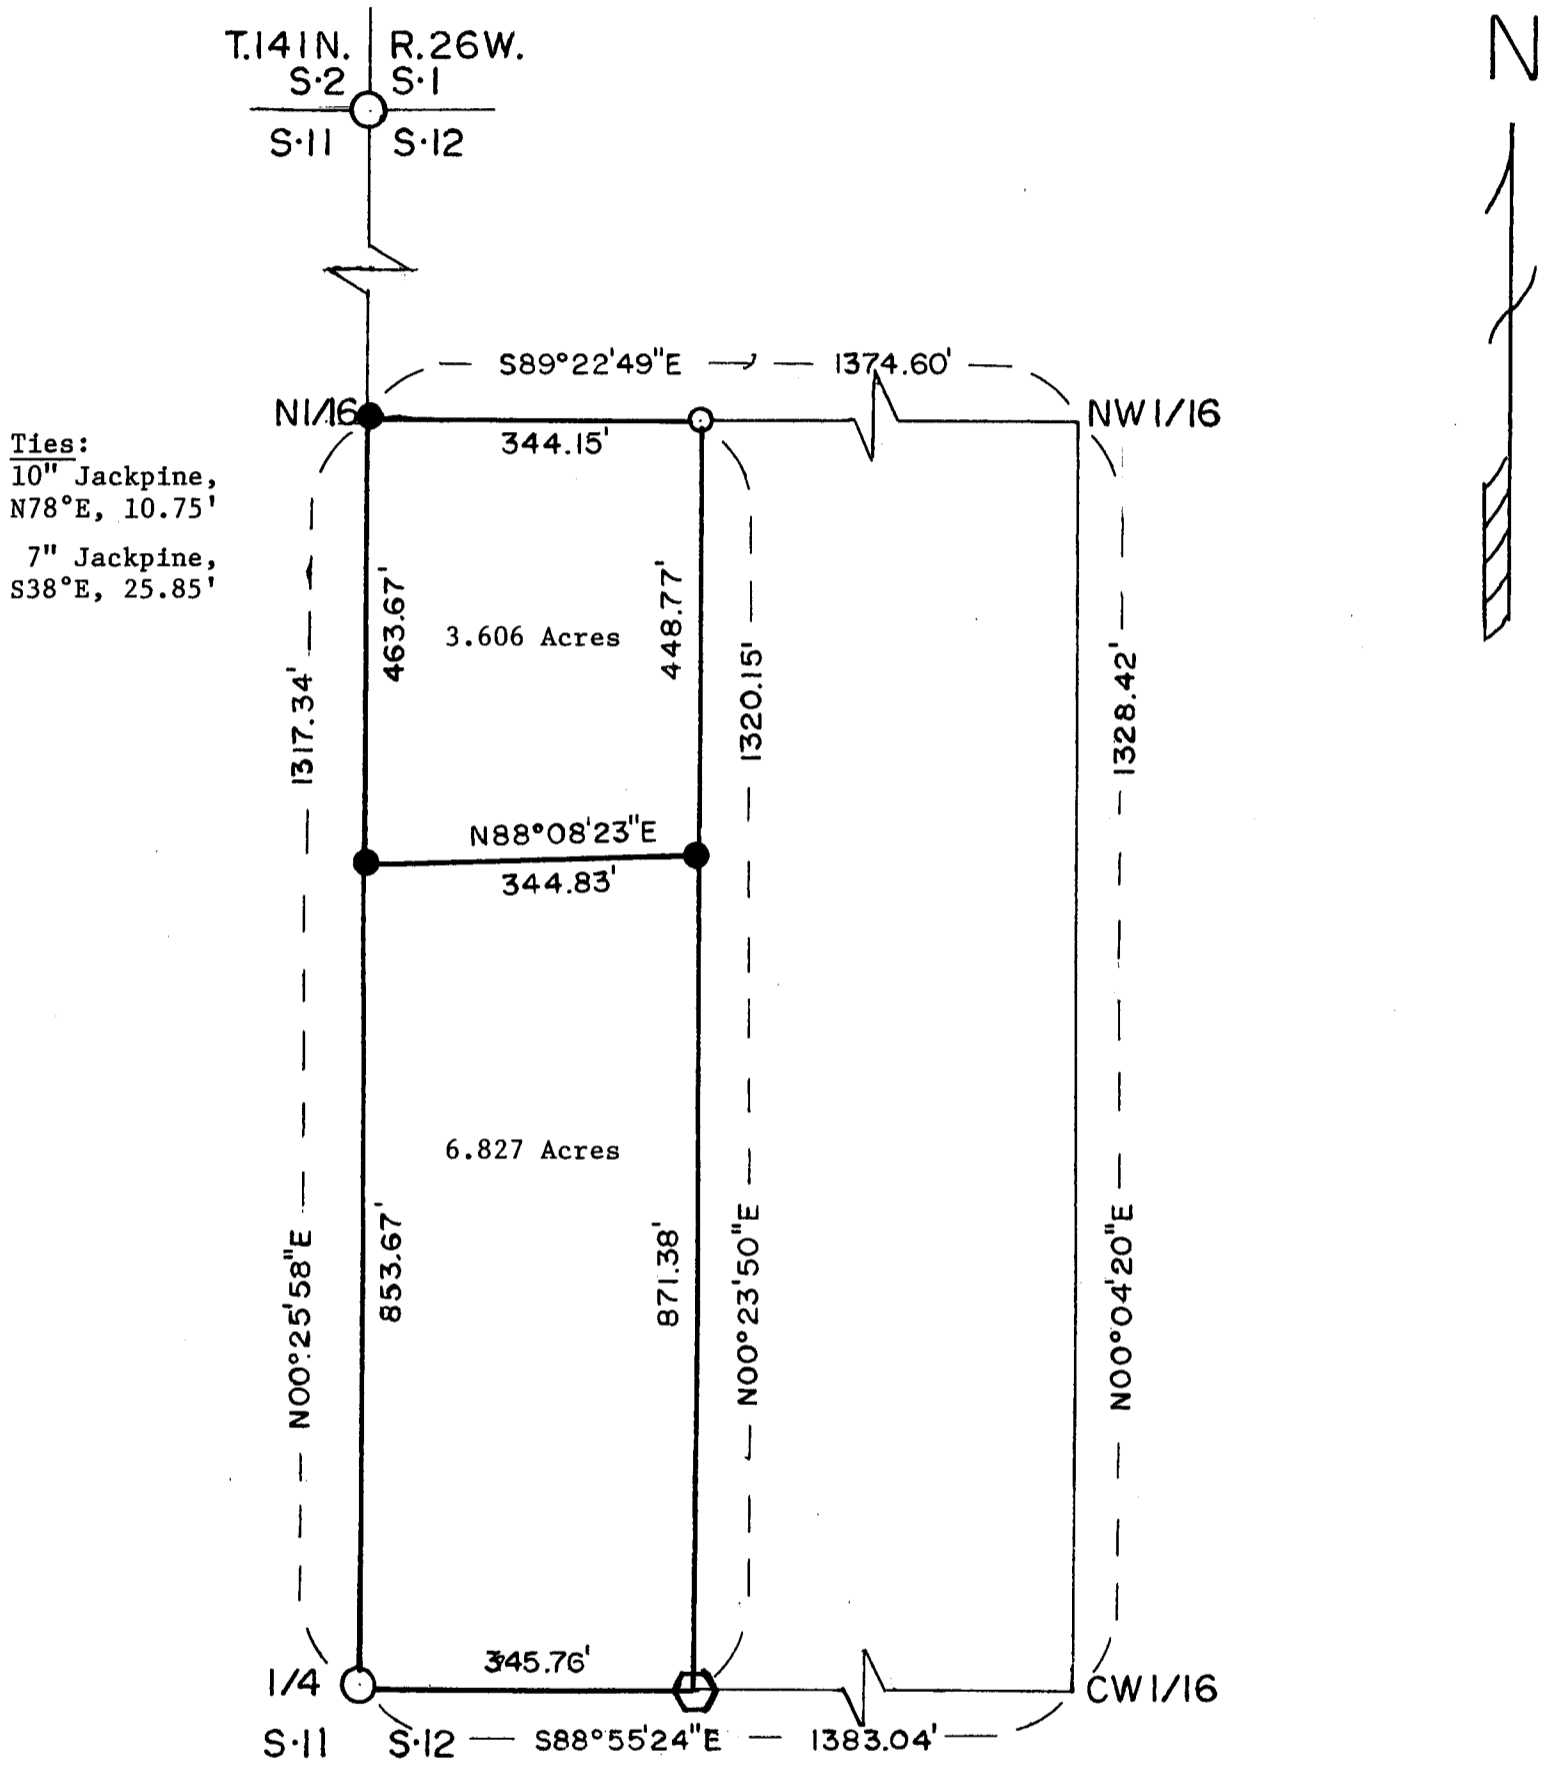 T.141N. R.26W.
S·2 S·1
S·11 S·12
N
S89°22'49"E 1374.60'
N1/16 NW1/16
344.15'
Ties:
10" Jackpine,
N78°E, 10.75'
7" Jackpine,
S38°E, 25.85'
463.67'
3.606 Acres
448.77'
1317.34'
1320.15'
1328.42'
N88°08'23"E
344.83'
6.827 Acres
853.67'
871.38'
N00°25'58"E
N00°23'50"E
N00°04'20"E
345.76'
1/4 CW1/16
S·11 S·12 S88°55'24"E 1383.04'